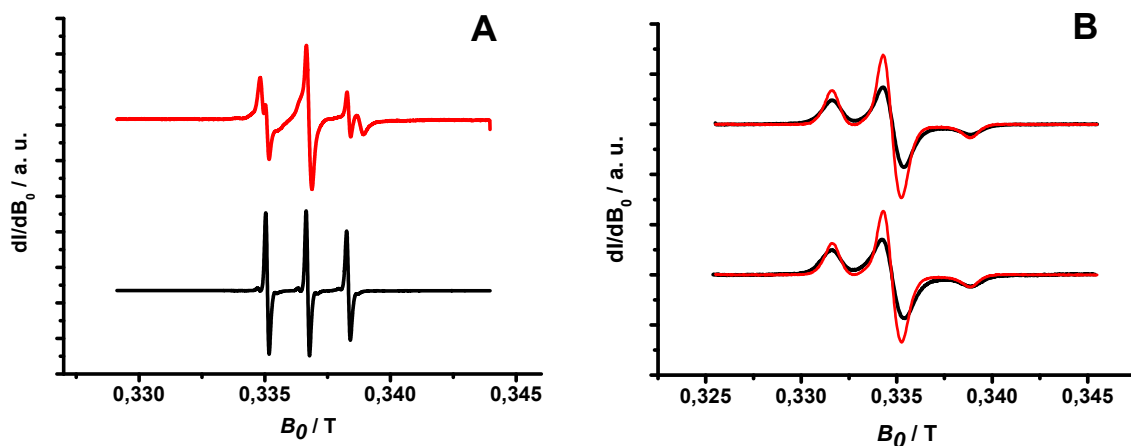 A
dI/dB0 / a. u.
0,330 0,335 0,340 0,345
B0 / T
B
dI/dB0 / a. u.
0,325 0,330 0,335 0,340 0,345
B0 / T